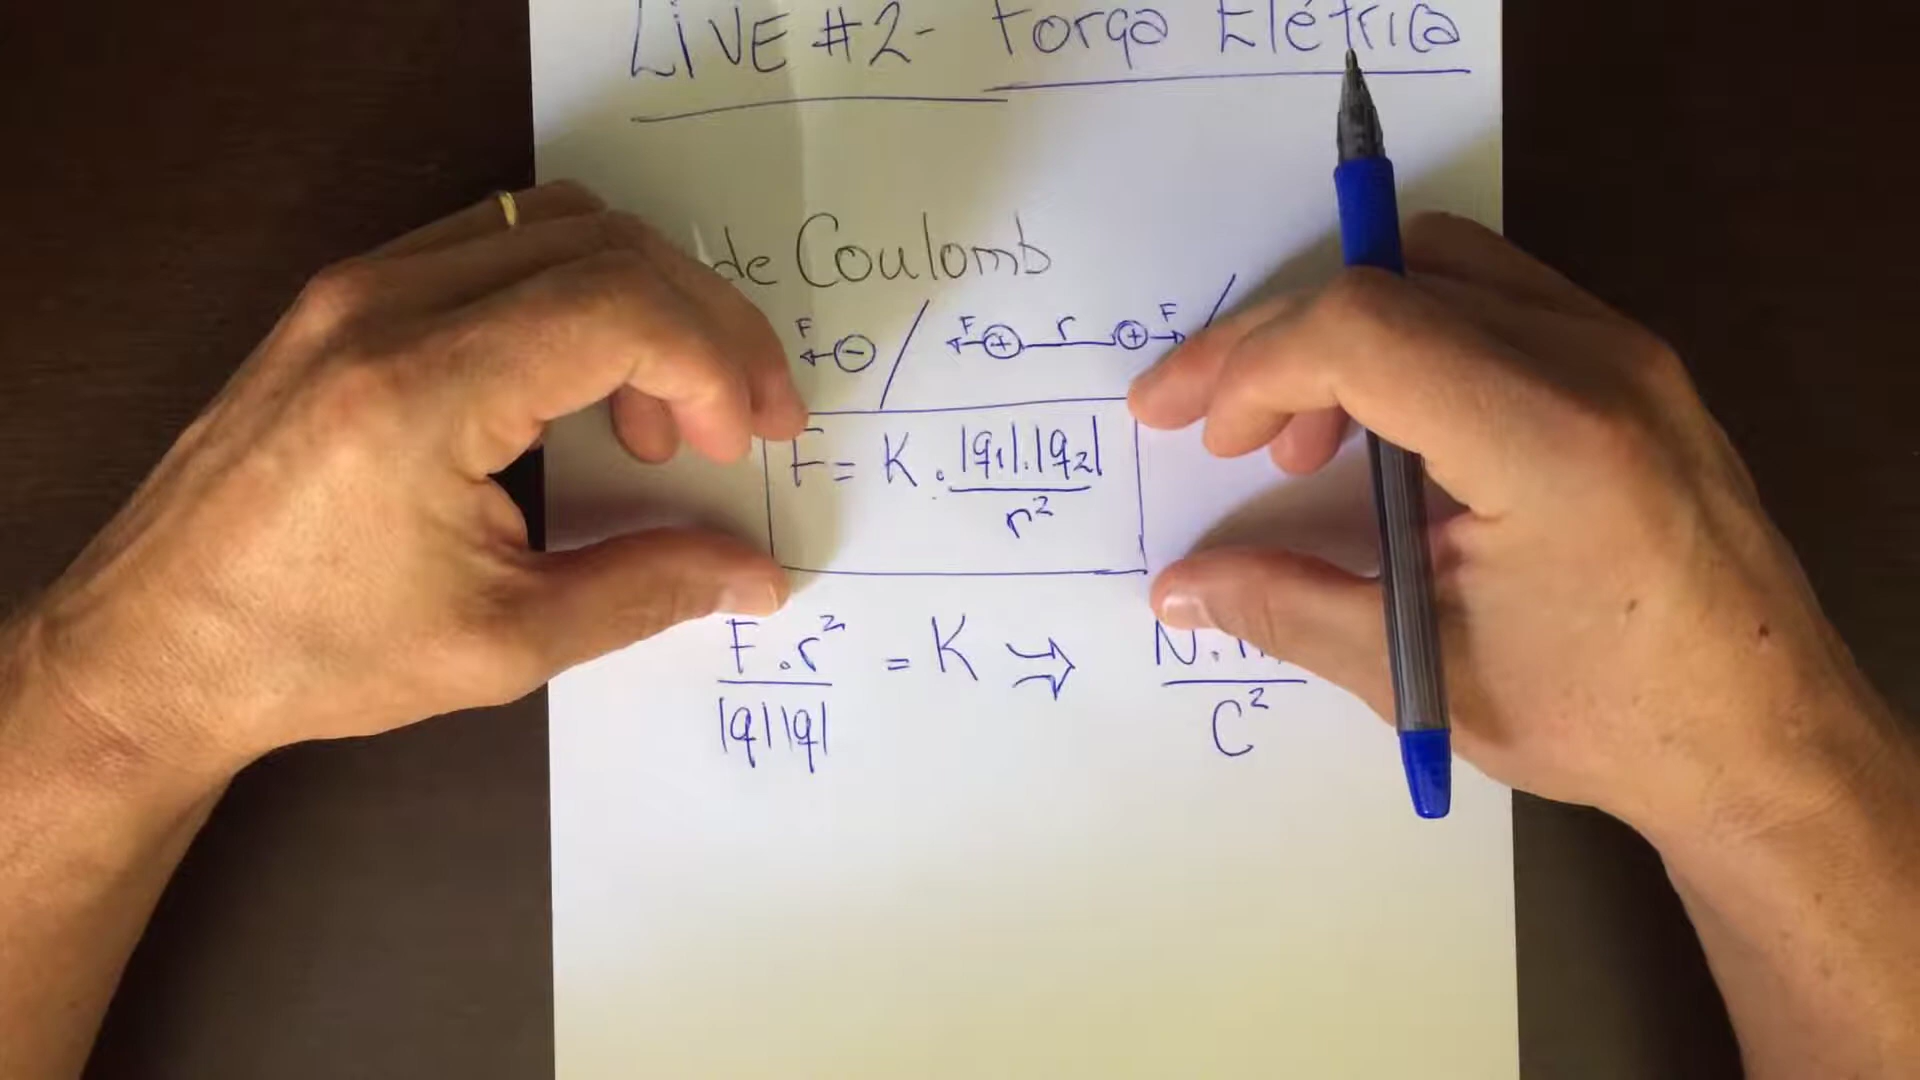 LIVE #2- Força Elétrica
de Coulomb
F - / F + r + F /
F = K . |q1|.|q2|
r²
F.r² = K N.
|q||q| C²